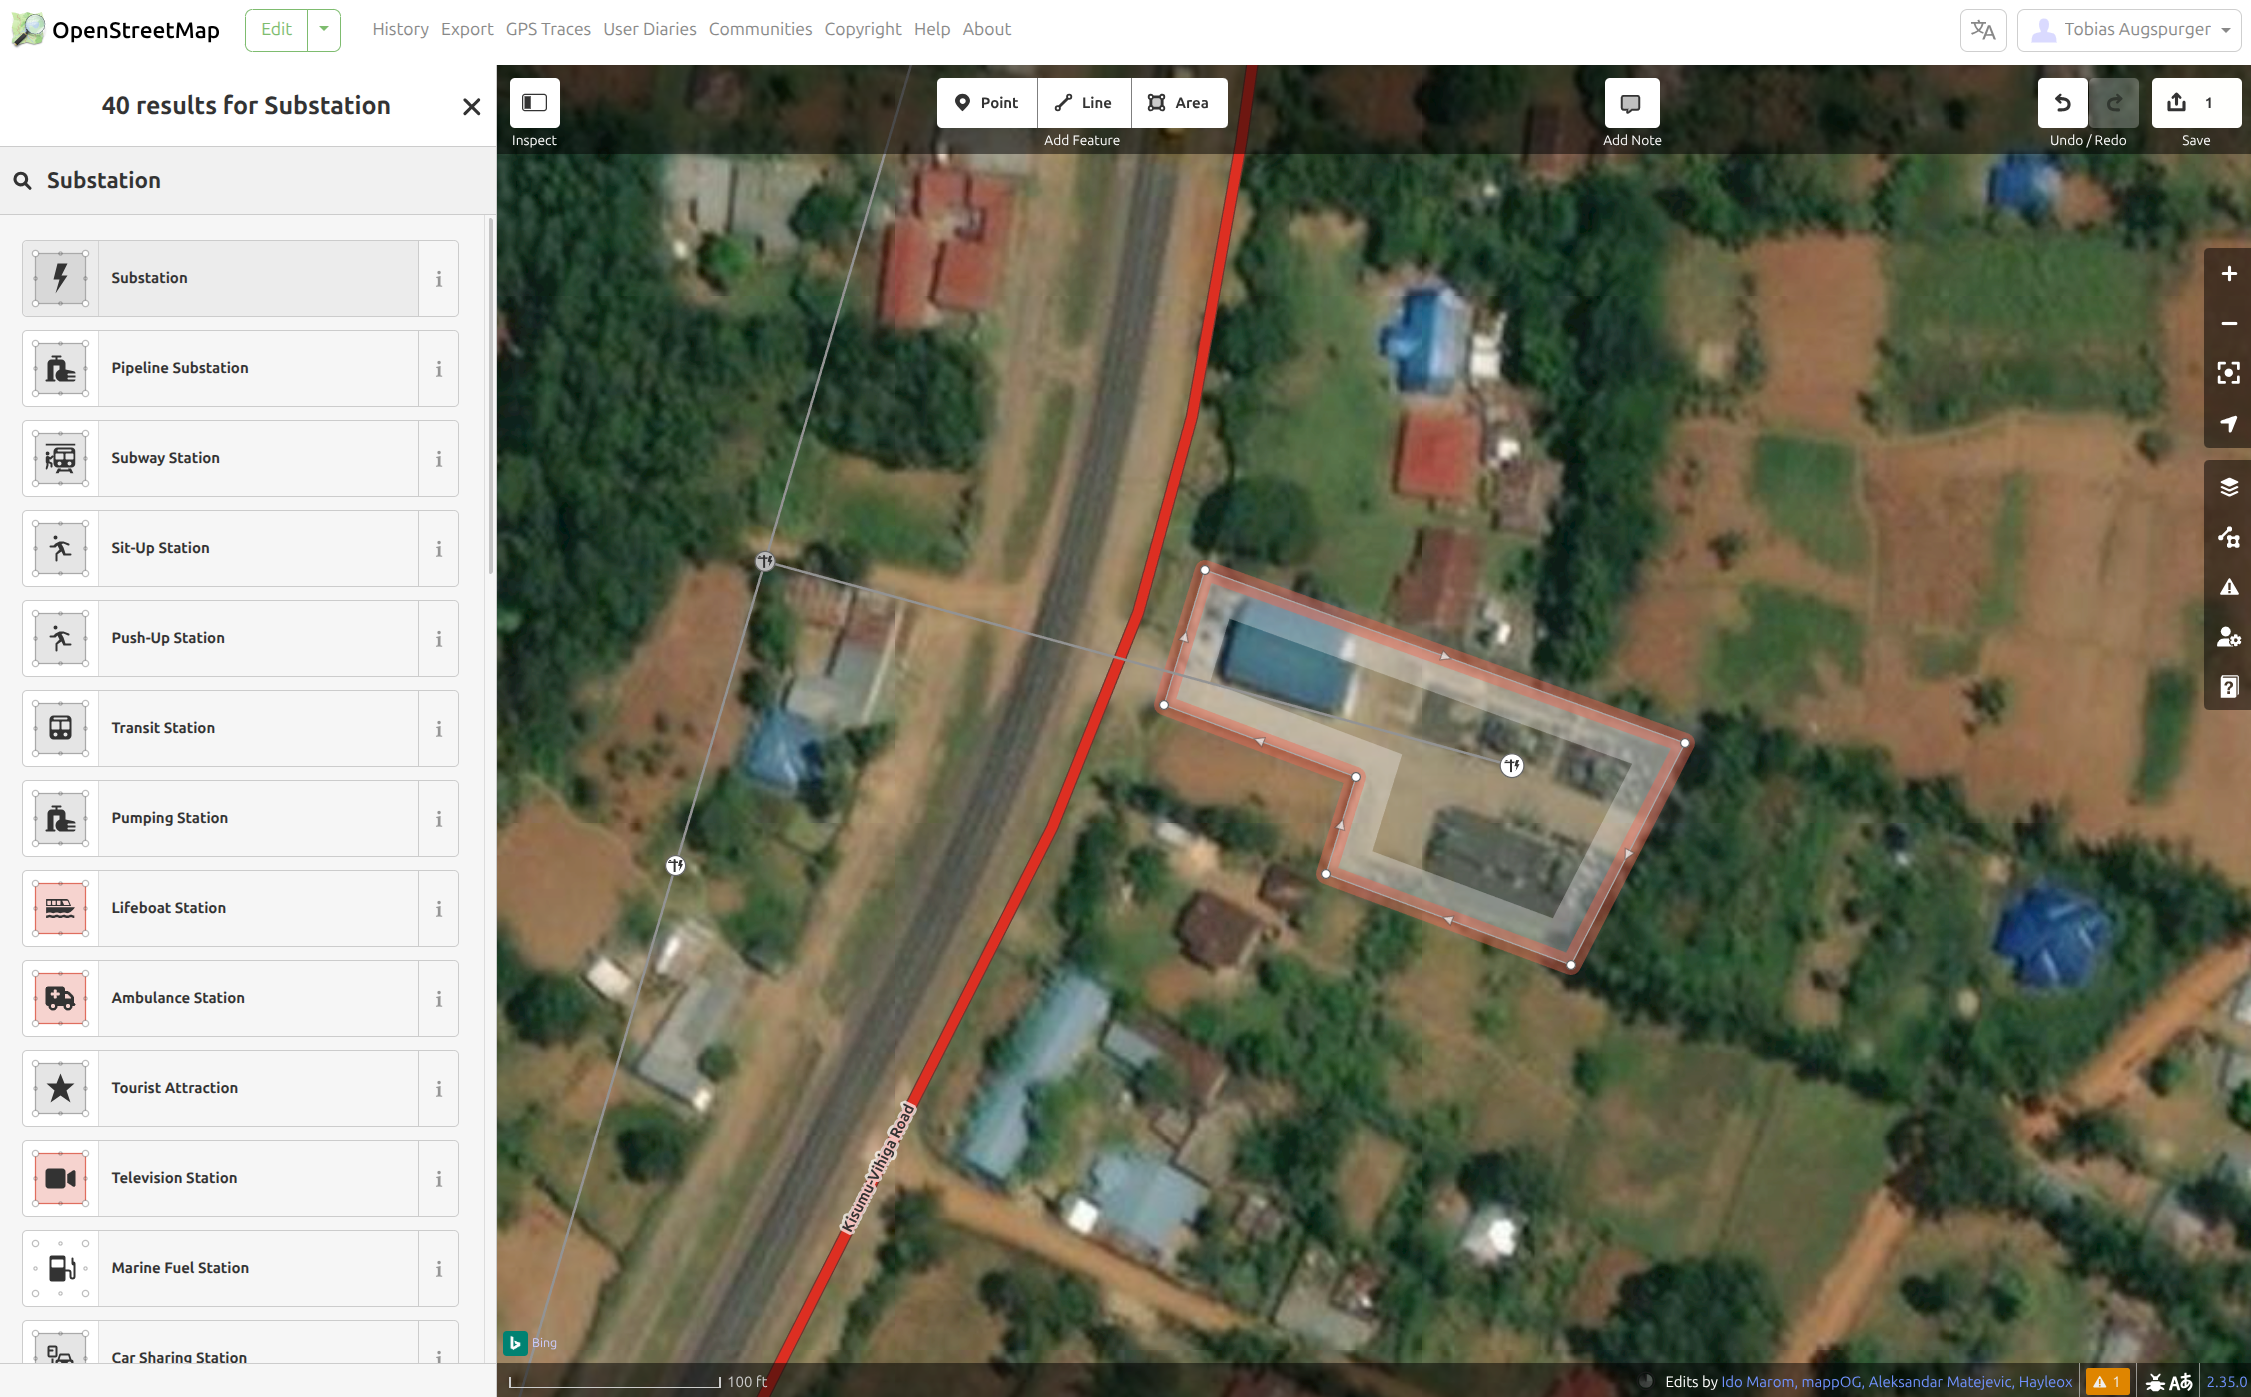 OpenStreetMap
Edit
History Export GPS Traces User Diaries Communities Copyright Help About
Tobias Augspurger
40 results for Substation
Substation
Substation
Pipeline Substation
Subway Station
Sit-Up Station
Push-Up Station
Transit Station
Pumping Station
Lifeboat Station
Ambulance Station
Tourist Attraction
Television Station
Marine Fuel Station
Car Sharing Station
Inspect
Point Line Area
Add Feature
Add Note
Undo / Redo
1
Save
Kisumu-Vihiga Road
Bing
100 ft
Edits by Ido Marom, mappOG, Aleksandar Matejevic, Hayleox
1
2.35.0